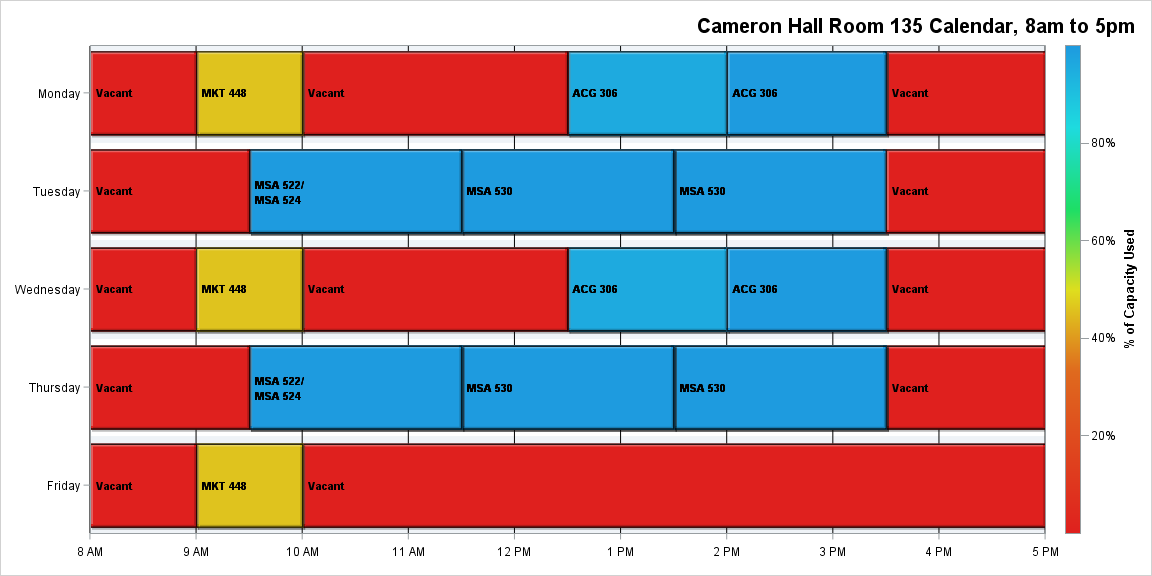 Cameron Hall Room 135 Calendar, 8am to 5pm
Monday
Vacant
MKT 448
Vacant
ACG 306
ACG 306
Vacant
Tuesday
Vacant
MSA 522/
MSA 524
MSA 530
MSA 530
Vacant
Wednesday
Vacant
MKT 448
Vacant
ACG 306
ACG 306
Vacant
Thursday
Vacant
MSA 522/
MSA 524
MSA 530
MSA 530
Vacant
Friday
Vacant
MKT 448
Vacant
8 AM
9 AM
10 AM
11 AM
12 PM
1 PM
2 PM
3 PM
4 PM
5 PM
80%
60%
40%
20%
% of Capacity Used